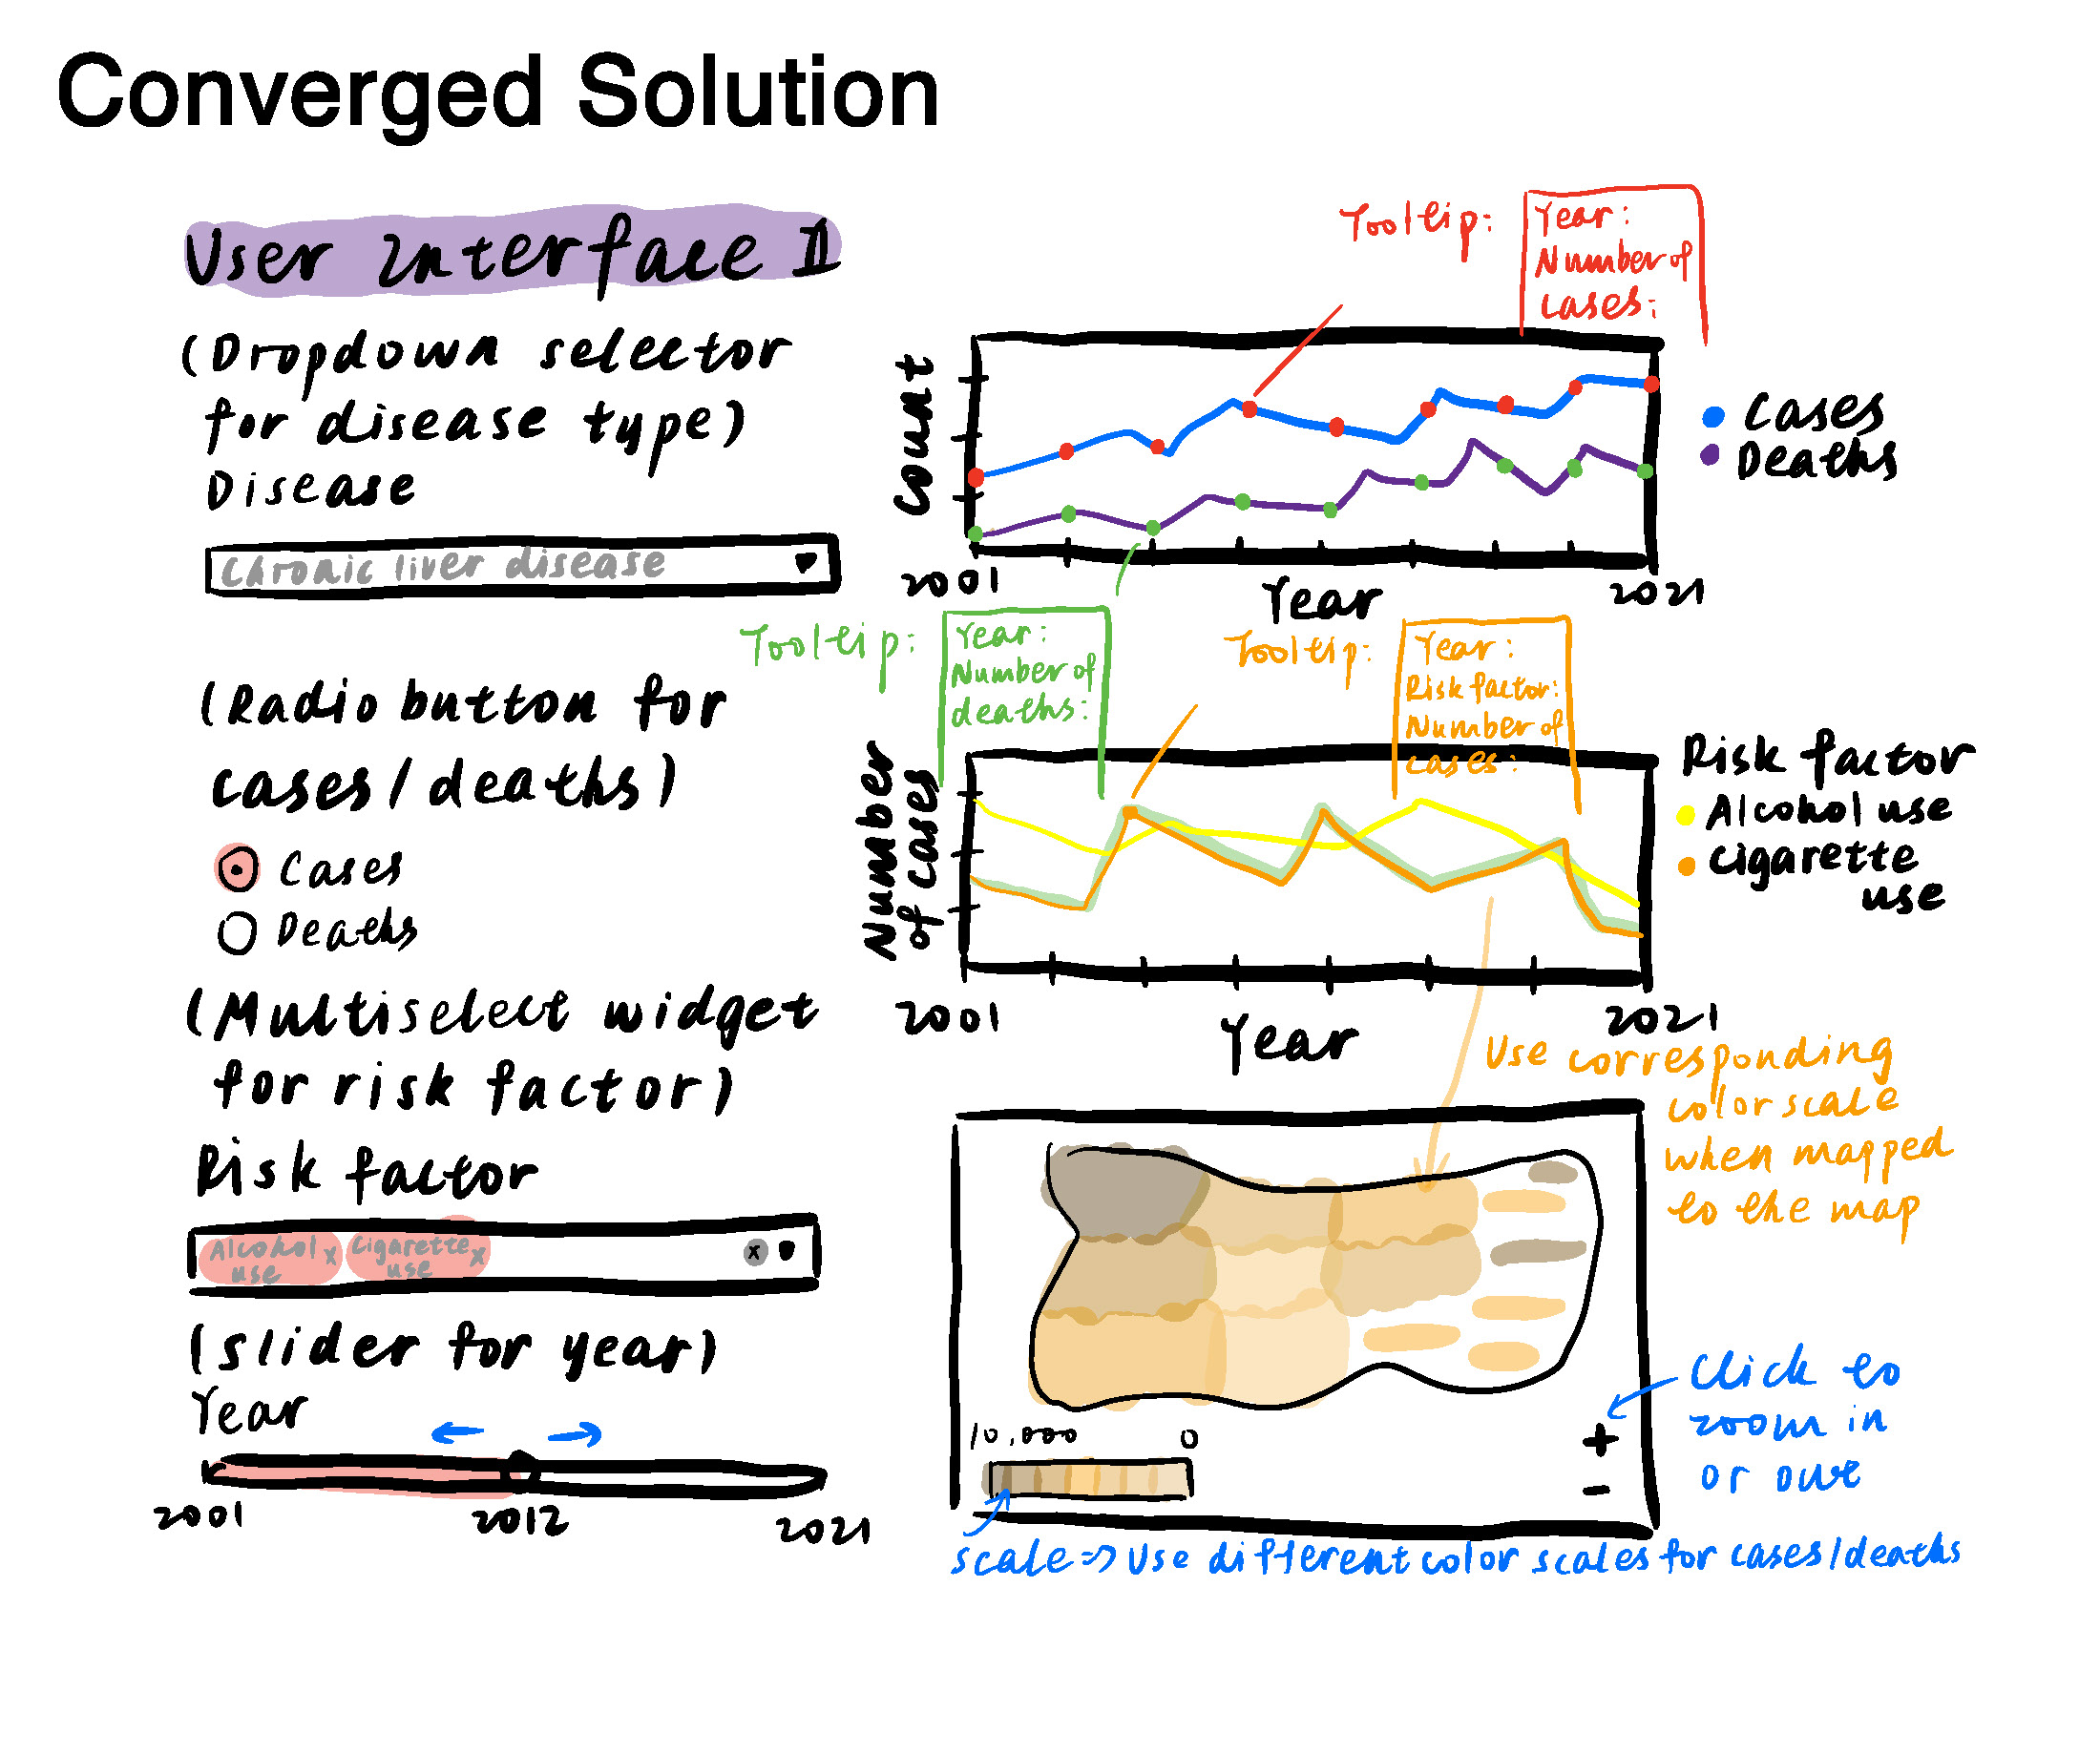 Converged Solution
User Interface II
(Dropdown selector
for disease type)
Disease
Chronic liver disease
(Radio button for
cases/deaths)
Cases
Deaths
(Multiselect widget
for risk factor)
Risk factor
Alcohol x Cigarette x
use use
x
(Slider for year)
Year
2001 2012 2021
Tooltip:
Year:
Number of
cases:
Count
Cases
Deaths
2001 Year 2021
Tooltip:
Year:
Number of
deaths:
Tooltip:
Year:
Risk factor:
Number of
cases:
Number
of cases
Risk factor
Alcohol use
Cigarette
use
2001 Year 2021
Use corresponding
color scale
when mapped
to the map
10,000 0
+
-
Click to
zoom in
or out
scale => Use different color scales for cases/deaths